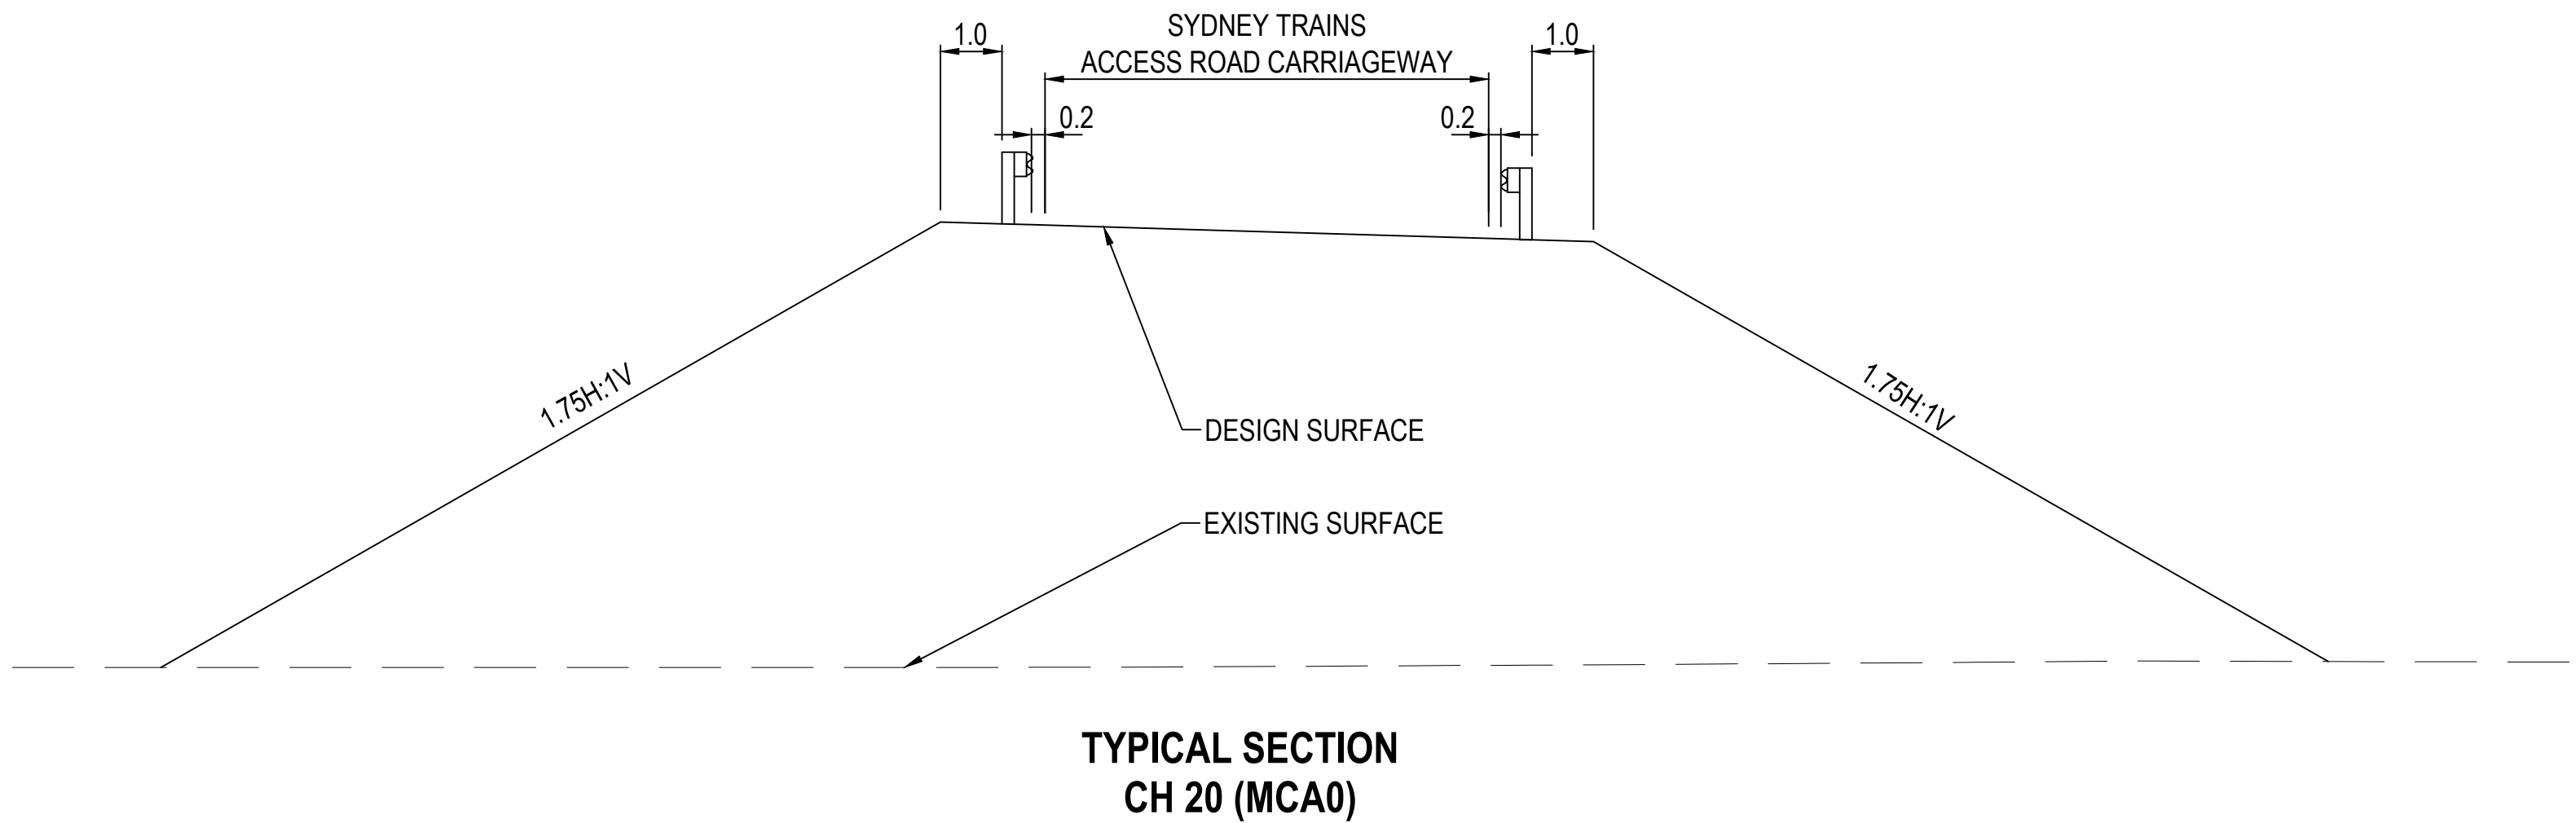 SYDNEY TRAINS
ACCESS ROAD CARRIAGEWAY
1.0
1.0
0.2
0.2
1.75H:1V
1.75H:1V
DESIGN SURFACE
EXISTING SURFACE
TYPICAL SECTION
CH 20 (MCA0)